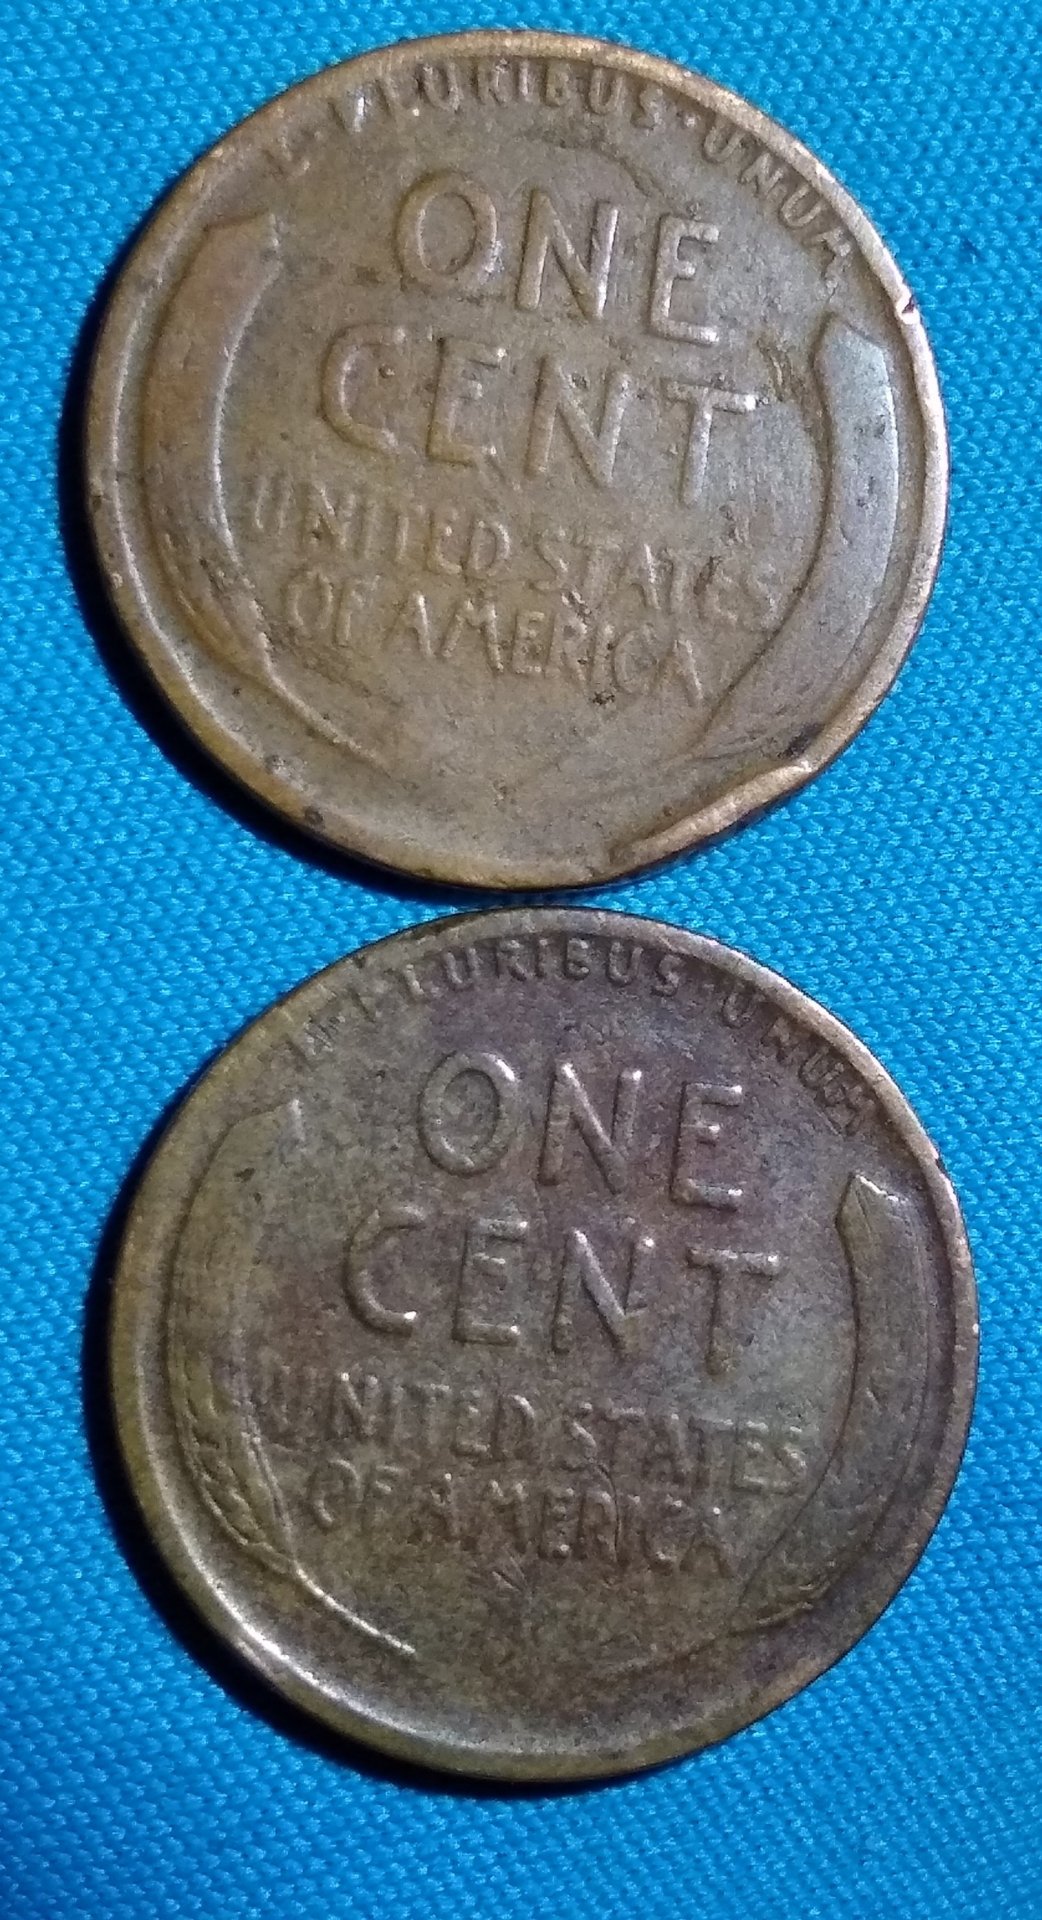 E·PLURIBUS·UNUM
ONE
CENT
UNITED STATES
OF AMERICA
E·PLURIBUS·UNUM
ONE
CENT
UNITED STATES
OF AMERICA